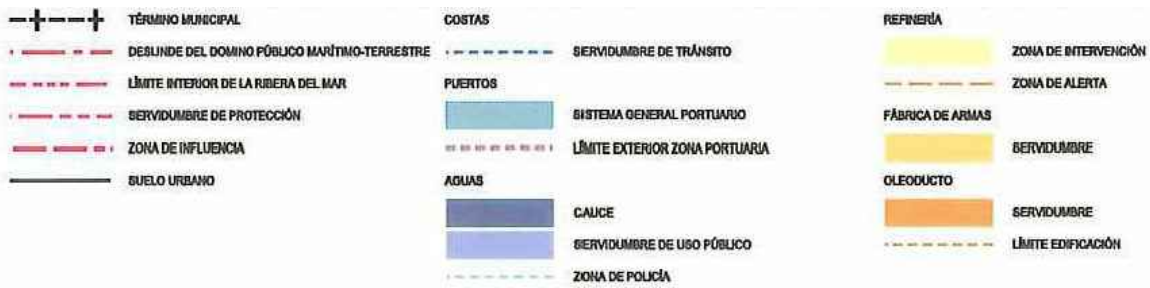 TÉRMINO MUNICIPAL
DESLINDE DEL DOMINO PÚBLICO MARÍTIMO-TERRESTRE
LÍMITE INTERIOR DE LA RIBERA DEL MAR
SERVIDUMBRE DE PROTECCIÓN
ZONA DE INFLUENCIA
SUELO URBANO
COSTAS
SERVIDUMBRE DE TRÁNSITO
PUERTOS
SISTEMA GENERAL PORTUARIO
LÍMITE EXTERIOR ZONA PORTUARIA
AGUAS
CAUCE
SERVIDUMBRE DE USO PÚBLICO
ZONA DE POLICÍA
REFINERÍA
ZONA DE INTERVENCIÓN
ZONA DE ALERTA
FÁBRICA DE ARMAS
SERVIDUMBRE
OLEODUCTO
SERVIDUMBRE
LÍMITE EDIFICACIÓN